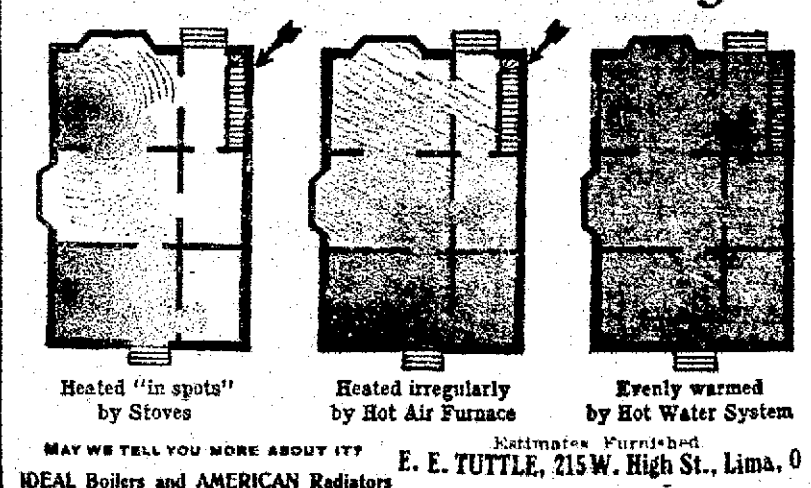 Heated "in spots"
by Stoves
Heated irregularly
by Hot Air Furnace
Evenly warmed
by Hot Water System
MAY WE TELL YOU MORE ABOUT IT?
IDEAL Boilers and AMERICAN Radiators
Estimates Furnished
E. E. TUTTLE, 215 W. High St., Lima, O